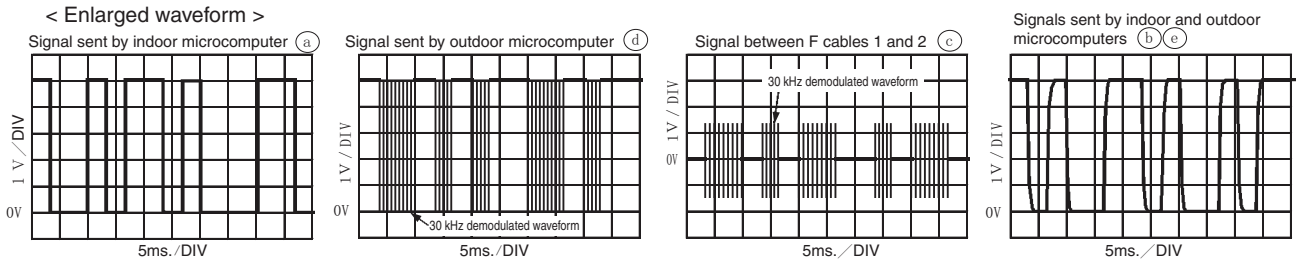 < Enlarged waveform >
Signal sent by indoor microcomputer ⓐ
1 V／DIV
0V
5ms./DIV
Signal sent by outdoor microcomputer ⓓ
1 V / DIV
0V
30 kHz demodulated waveform
5ms./DIV
Signal between F cables 1 and 2 ⓒ
30 kHz demodulated waveform
1 V / DIV
0V
5ms.／DIV
Signals sent by indoor and outdoor
microcomputers ⓑ ⓔ
1 V / DIV
0V
5ms.／DIV